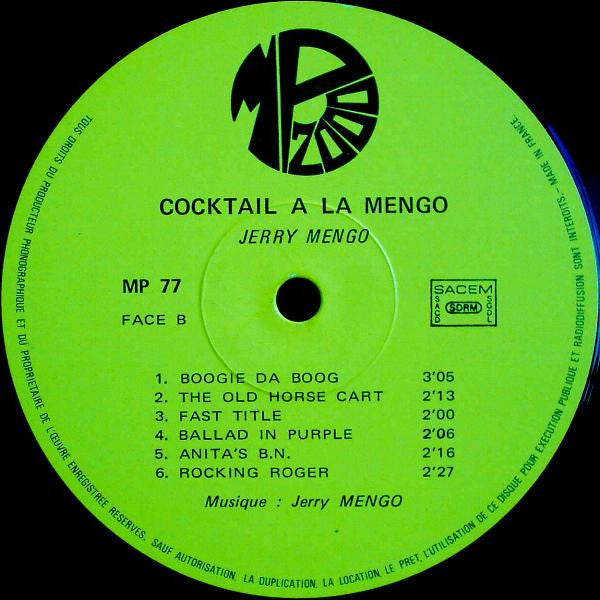 MP 2000
COCKTAIL A LA MENGO
JERRY MENGO
MP 77
FACE B
SACEM
SACD
SDRM
SGDL
1. BOOGIE DA BOOG 3'05
2. THE OLD HORSE CART 2'13
3. FAST TITLE 2'00
4. BALLAD IN PURPLE 2'06
5. ANITA'S B.N. 2'16
6. ROCKING ROGER 2'27
Musique : Jerry MENGO
TOUS DROITS DU PRODUCTEUR PHONOGRAPHIQUE ET DU PROPRIETAIRE DE L'ŒUVRE ENREGISTREE RESERVES. SAUF AUTORISATION, LA DUPLICATION, LA LOCATION, LE PRET, L'UTILISATION DE CE DISQUE POUR EXECUTION PUBLIQUE ET RADIODIFFUSION SONT INTERDITS.- MADE IN FRANCE